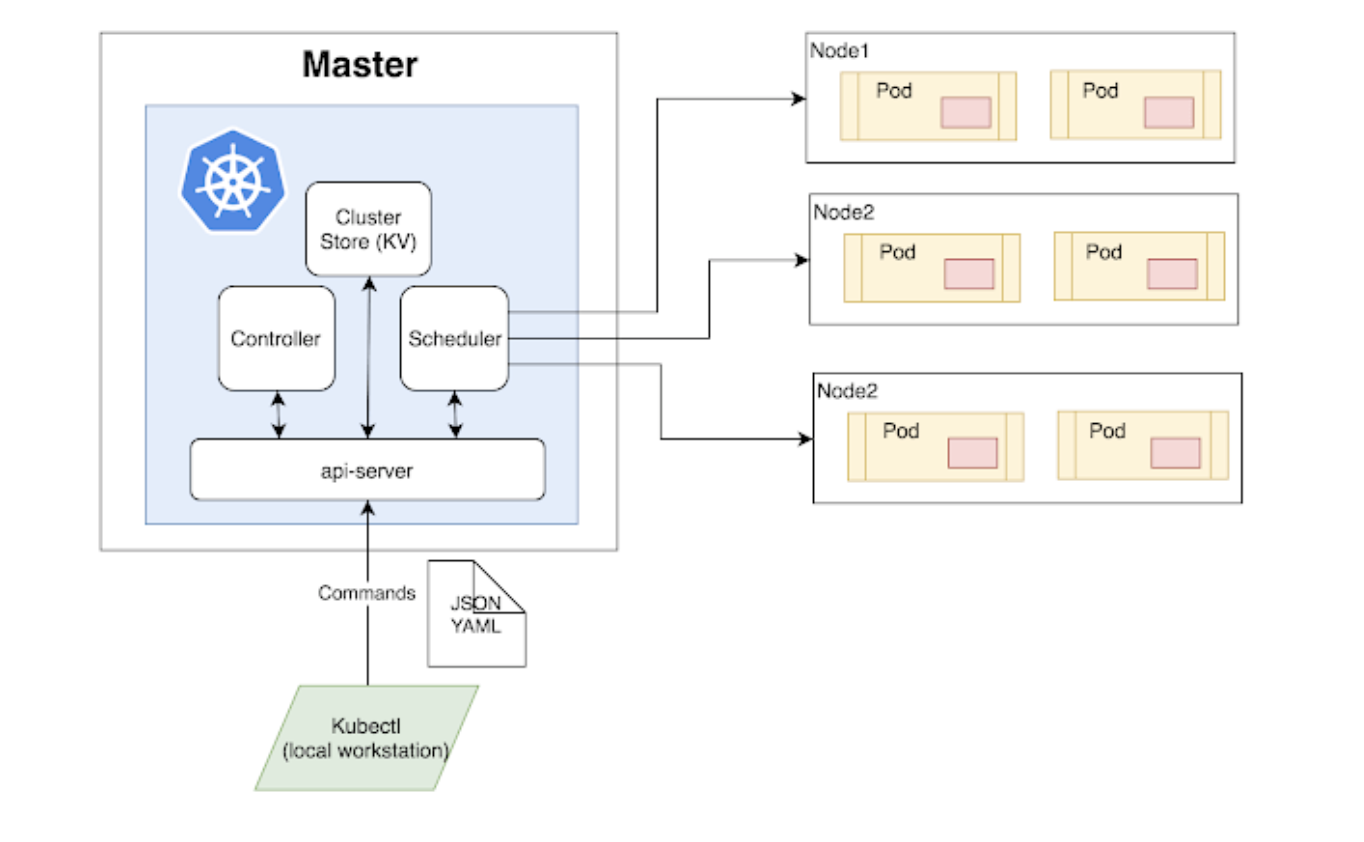 Master
Cluster
Store (KV)
Controller
Scheduler
api-server
Commands
JSON
YAML
Kubectl
(local workstation)
Node1
Pod
Pod
Node2
Pod
Pod
Node2
Pod
Pod